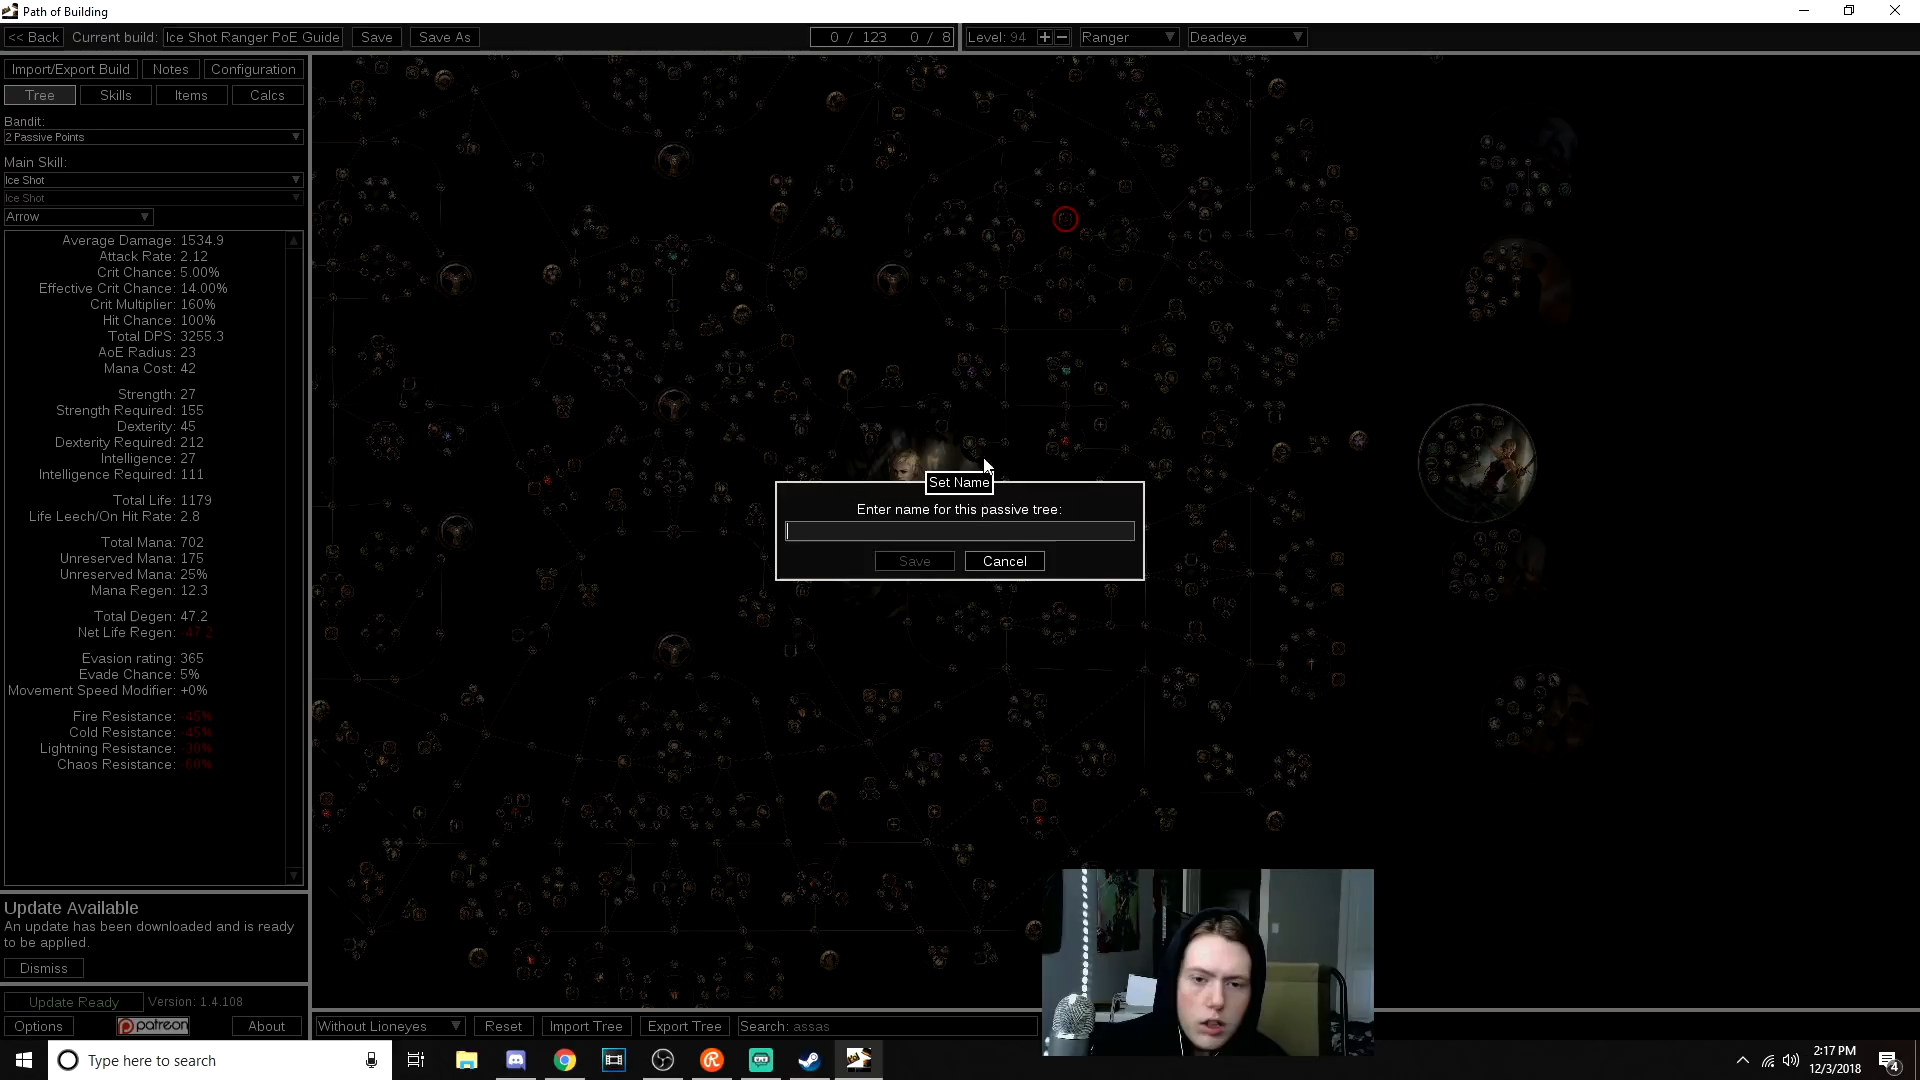 Path of Building
<< Back Current build: Ice Shot Ranger PoE Guide Save Save As 0 / 123 0 / 8 Level: 94 + − Ranger Deadeye
Import/Export Build Notes Configuration
Tree Skills Items Calcs
Bandit:
2 Passive Points
Main Skill:
Ice Shot
Ice Shot
Arrow
Average Damage: 1534.9
Attack Rate: 2.12
Crit Chance: 5.00%
Effective Crit Chance: 14.00%
Crit Multiplier: 160%
Hit Chance: 100%
Total DPS: 3255.3
AoE Radius: 23
Mana Cost: 42
Strength: 27
Strength Required: 155
Dexterity: 45
Dexterity Required: 212
Intelligence: 27
Intelligence Required: 111
Total Life: 1179
Life Leech/On Hit Rate: 2.8
Total Mana: 702
Unreserved Mana: 175
Unreserved Mana: 25%
Mana Regen: 12.3
Total Degen: 47.2
Net Life Regen: -47.2
Evasion rating: 365
Evade Chance: 5%
Movement Speed Modifier: +0%
Fire Resistance: -45%
Cold Resistance: -45%
Lightning Resistance: -30%
Chaos Resistance: -60%
Set Name
Enter name for this passive tree:
Save Cancel
Update Available
An update has been downloaded and is ready
to be applied.
Dismiss
Update Ready Version: 1.4.108
Options patreon About
Without Lioneyes Reset Import Tree Export Tree Search: assas
Type here to search
2:17 PM
12/3/2018
4